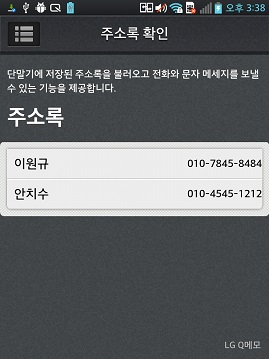 오후 3:38
주소록 확인
단말기에 저장된 주소록을 불러오고 전화와 문자 메세지를 보낼
수 있는 기능을 제공합니다.
주소록
이원규 010-7845-8484
안치수 010-4545-1212
LG Q메모